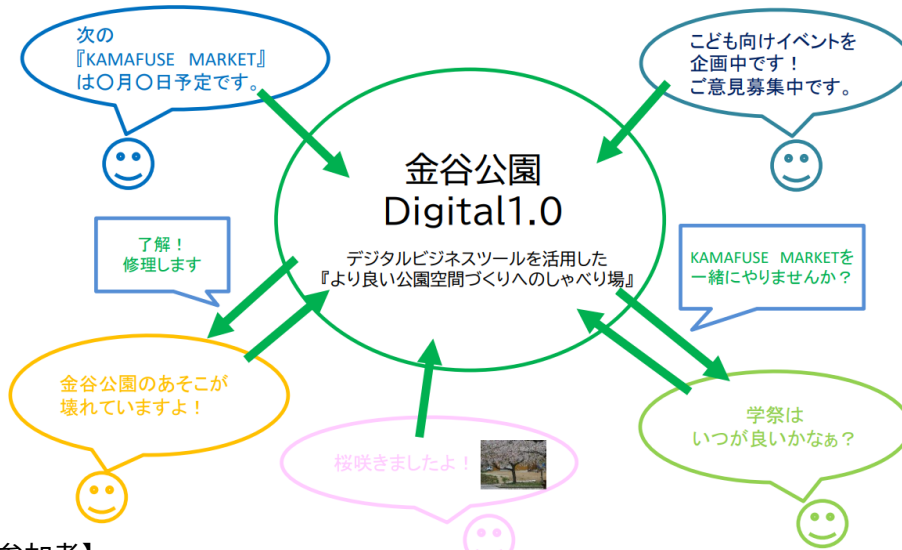 次の
『KAMAFUSE MARKET』
は〇月〇日予定です。
こども向けイベントを
企画中です！
ご意見募集中です。
金谷公園
Digital1.0
デジタルビジネスツールを活用した
『より良い公園空間づくりへのしゃべり場』
了解！
修理します
KAMAFUSE MARKETを
一緒にやりませんか？
金谷公園のあそこが
壊れていますよ！
桜咲きましたよ！
学祭は
いつが良いかなぁ？
参加者】